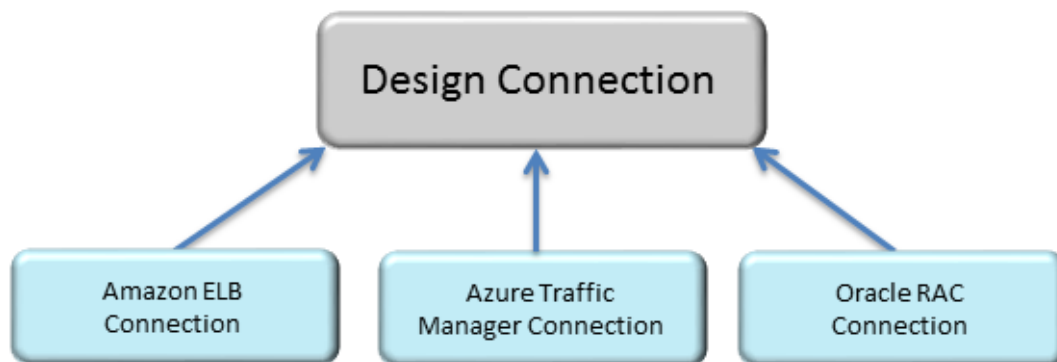 Design Connection
Amazon ELB
Connection
Azure Traffic
Manager Connection
Oracle RAC
Connection